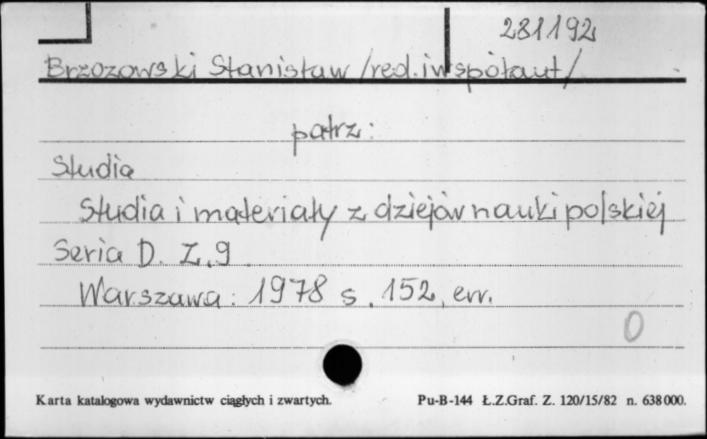 281192
Brzozowski Stanisław /red. i współaut/
patrz:
Studia
Studia i materiały z dziejów nauki polskiej
Seria D. Z. 9
Warszawa: 1978 s. 152, err.
0
Karta katalogowa wydawnictw ciągłych i zwartych. Pu-B-144 Ł.Z.Graf. Z. 120/15/82 n. 638000.